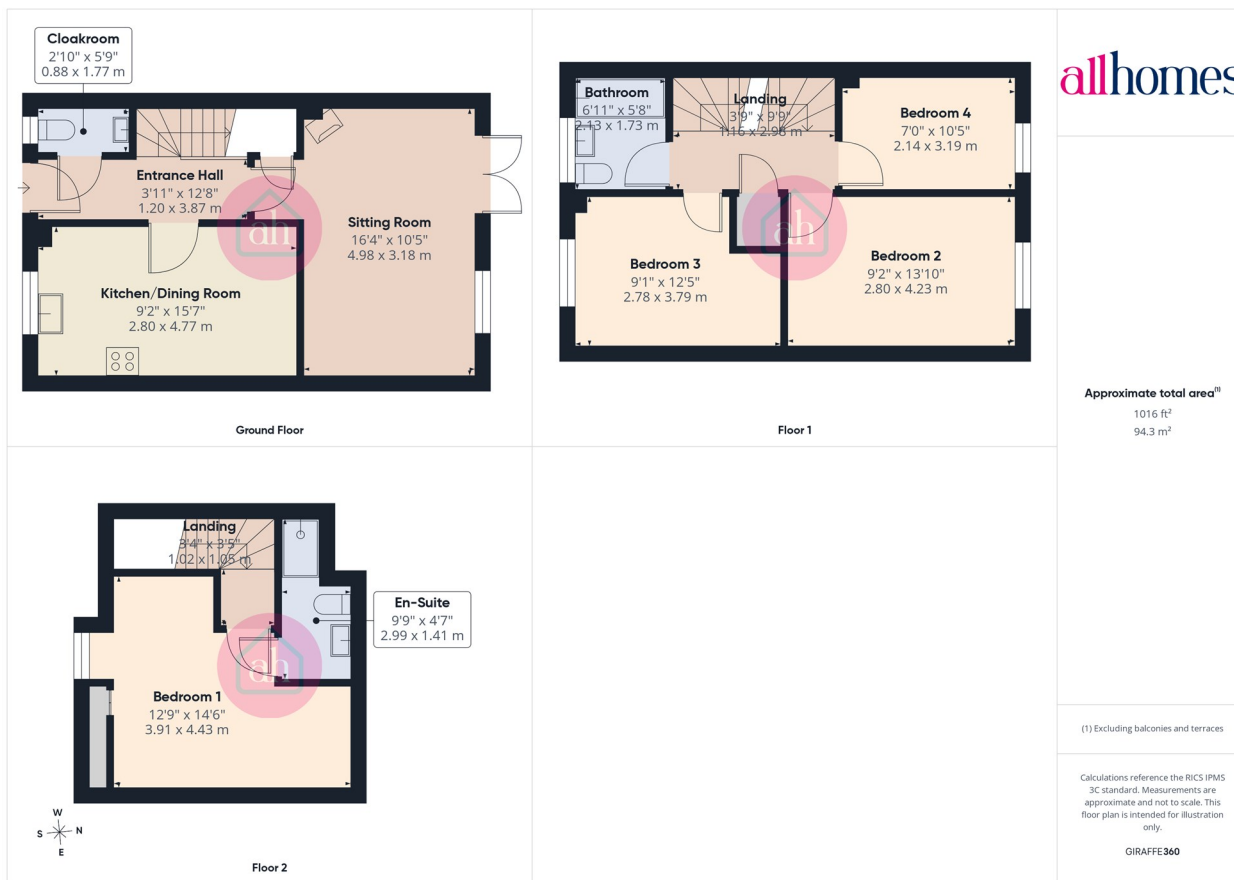 Cloakroom
2'10" x 5'9"
0.88 x 1.77 m
Entrance Hall
3'11" x 12'8"
1.20 x 3.87 m
Sitting Room
16'4" x 10'5"
4.98 x 3.18 m
Kitchen/Dining Room
9'2" x 15'7"
2.80 x 4.77 m
ah
Ground Floor
Bathroom
6'11" x 5'8"
2.13 x 1.73 m
Landing
3'9" x 9'9"
1.15 x 2.98 m
Bedroom 4
7'0" x 10'5"
2.14 x 3.19 m
Bedroom 3
9'1" x 12'5"
2.78 x 3.79 m
Bedroom 2
9'2" x 13'10"
2.80 x 4.23 m
ah
Floor 1
Landing
3'4" x 3'5"
1.02 x 1.05 m
En-Suite
9'9" x 4'7"
2.99 x 1.41 m
Bedroom 1
12'9" x 14'6"
3.91 x 4.43 m
ah
W
S N
E
Floor 2
allhomes
Approximate total area(1)
1016 ft²
94.3 m²
(1) Excluding balconies and terraces
Calculations reference the RICS IPMS
3C standard. Measurements are
approximate and not to scale. This
floor plan is intended for illustration
only.
GIRAFFE360